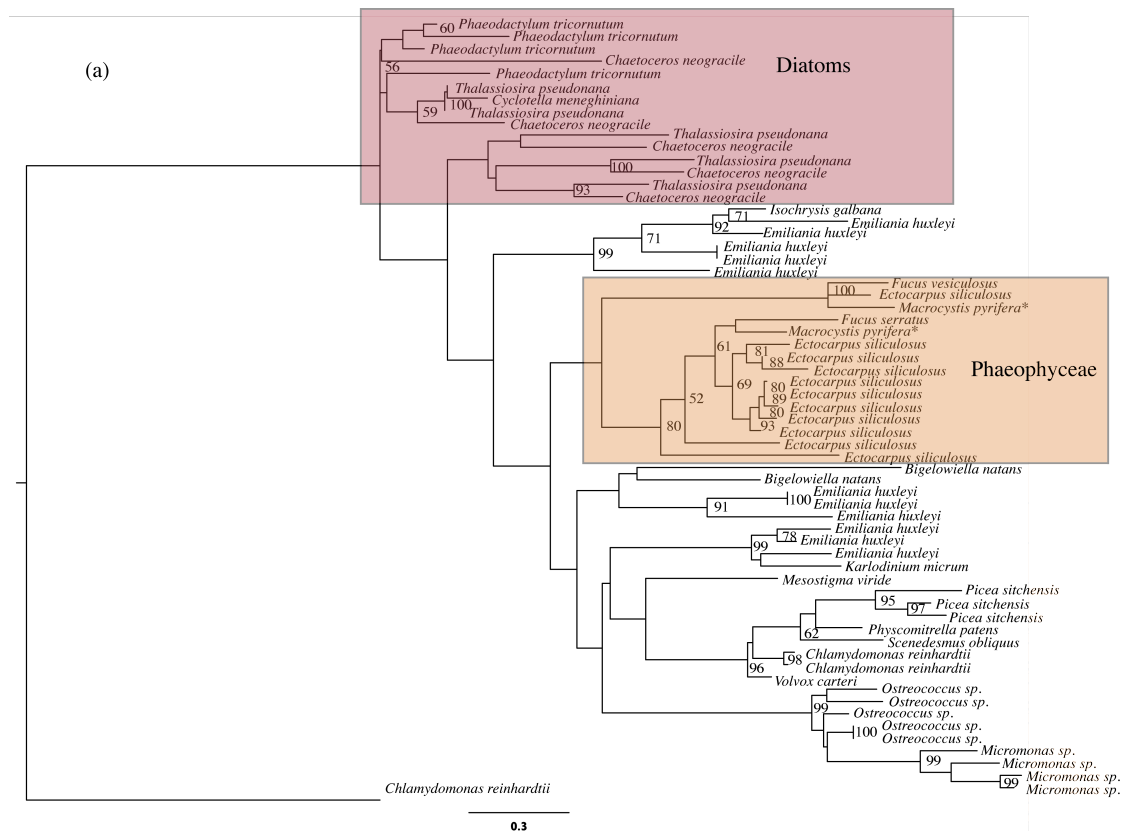 60 Phaeodactylum tricornutum
Phaeodactylum tricornutum
Phaeodactylum tricornutum
Chaetoceros neogracile
Diatoms
(a)
56
Phaeodactylum tricornutum
Thalassiosira pseudonana
Cyclotella meneghiniana
59
100
Thalassiosira pseudonana
Chaetoceros neogracile
Thalassiosira pseudonana
Chaetoceros neogracile
100
Thalassiosira pseudonana
Chaetoceros neogracile
93
Thalassiosira pseudonana
Chaetoceros neogracile
71
Isochrysis galbana
Emiliania huxleyi
92
Emiliania huxleyi
71
Emiliania huxleyi
99
Emiliania huxleyi
Emiliania huxleyi
100
Fucus vesiculosus
Ectocarpus siliculosus
Macrocystis pyrifera*
Fucus serratus
Macrocystis pyrifera*
61
Ectocarpus siliculosus
81
Ectocarpus siliculosus
88
Ectocarpus siliculosus
Phaeophyceae
69
Ectocarpus siliculosus
80
Ectocarpus siliculosus
89
52
Ectocarpus siliculosus
80
Ectocarpus siliculosus
93
80
Ectocarpus siliculosus
Ectocarpus siliculosus
Ectocarpus siliculosus
Bigelowiella natans
Bigelowiella natans
Emiliania huxleyi
100
Emiliania huxleyi
91
Emiliania huxleyi
Emiliania huxleyi
78
Emiliania huxleyi
99
Emiliania huxleyi
Karlodinium micrum
Mesostigma viride
Picea sitchensis
95
97
Picea sitchensis
Picea sitchensis
62
Physcomitrella patens
Scenedesmus obliquus
Chlamydomonas reinhardtii
98
Chlamydomonas reinhardtii
96
Volvox carteri
Ostreococcus sp.
Ostreococcus sp.
99
Ostreococcus sp.
Ostreococcus sp.
100
Ostreococcus sp.
Micromonas sp.
99
Micromonas sp.
Micromonas sp.
99
Micromonas sp.
Chlamydomonas reinhardtii
0.3